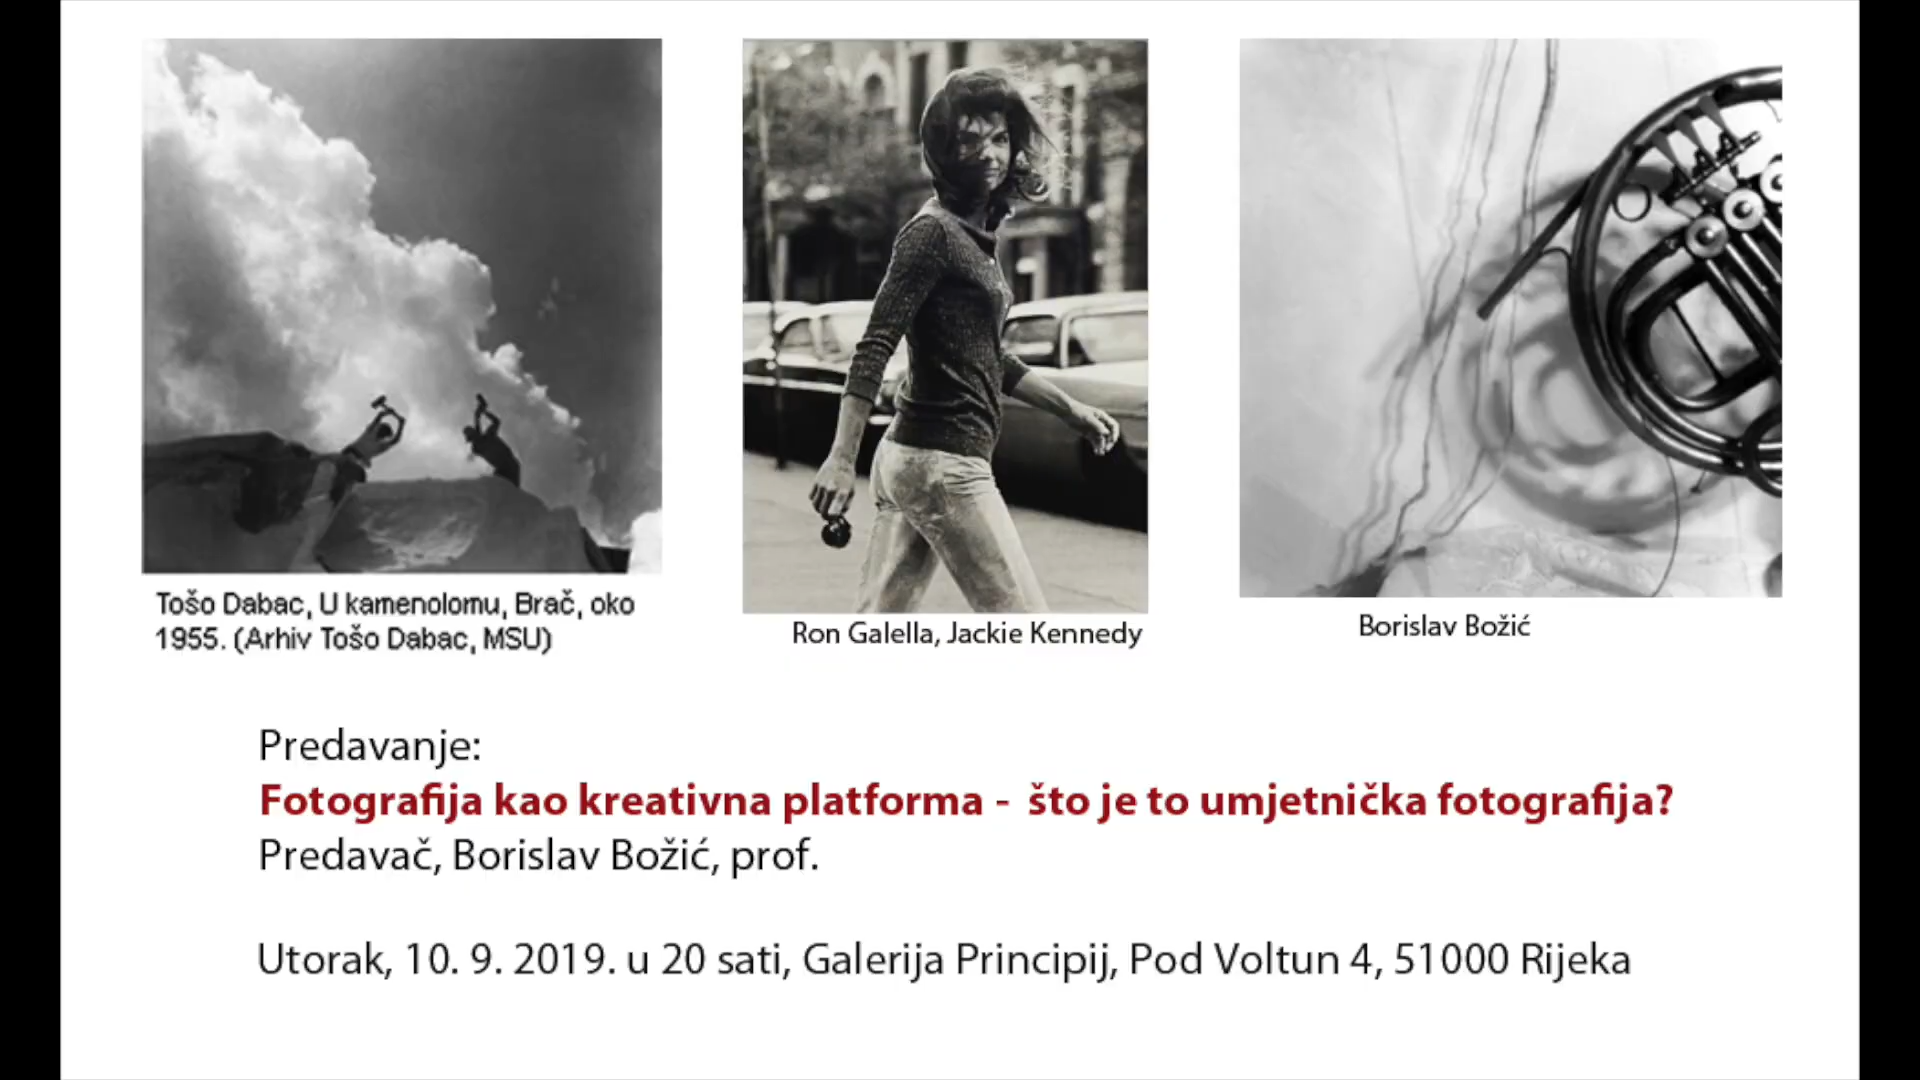 Tošo Dabac, U kamenolomu, Brač, oko
1955. (Arhiv Tošo Dabac, MSU)
Ron Galella, Jackie Kennedy
Borislav Božić
Predavanje:
Fotografija kao kreativna platforma - što je to umjetnička fotografija?
Predavač, Borislav Božić, prof.
Utorak, 10. 9. 2019. u 20 sati, Galerija Principij, Pod Voltun 4, 51000 Rijeka